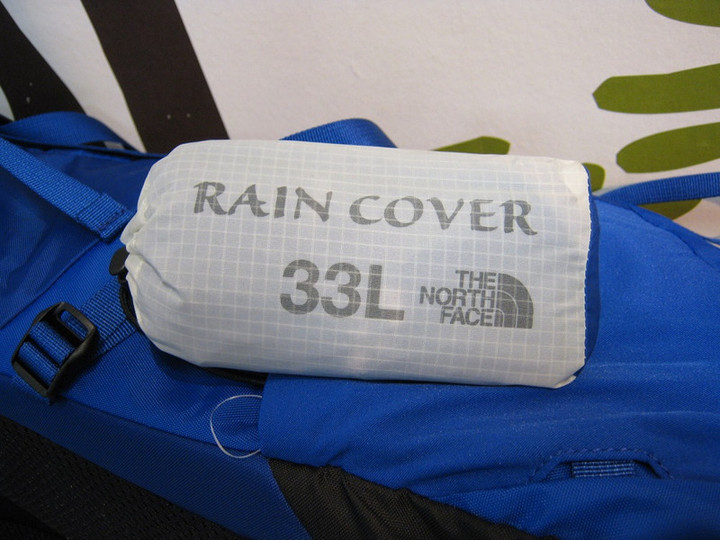 RAIN COVER
33L
THE
NORTH
FACE